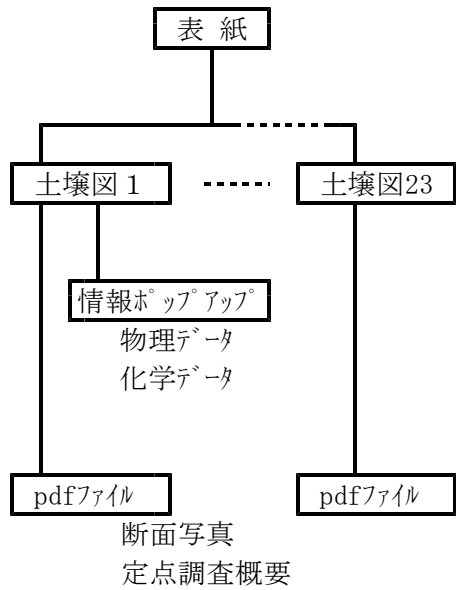 表 紙
土壌図１
土壌図23
情報ﾎﾟｯﾌﾟｱｯﾌﾟ
物理ﾃﾞｰﾀ
化学ﾃﾞｰﾀ
pdfﾌｧｲﾙ
pdfﾌｧｲﾙ
断面写真
定点調査概要